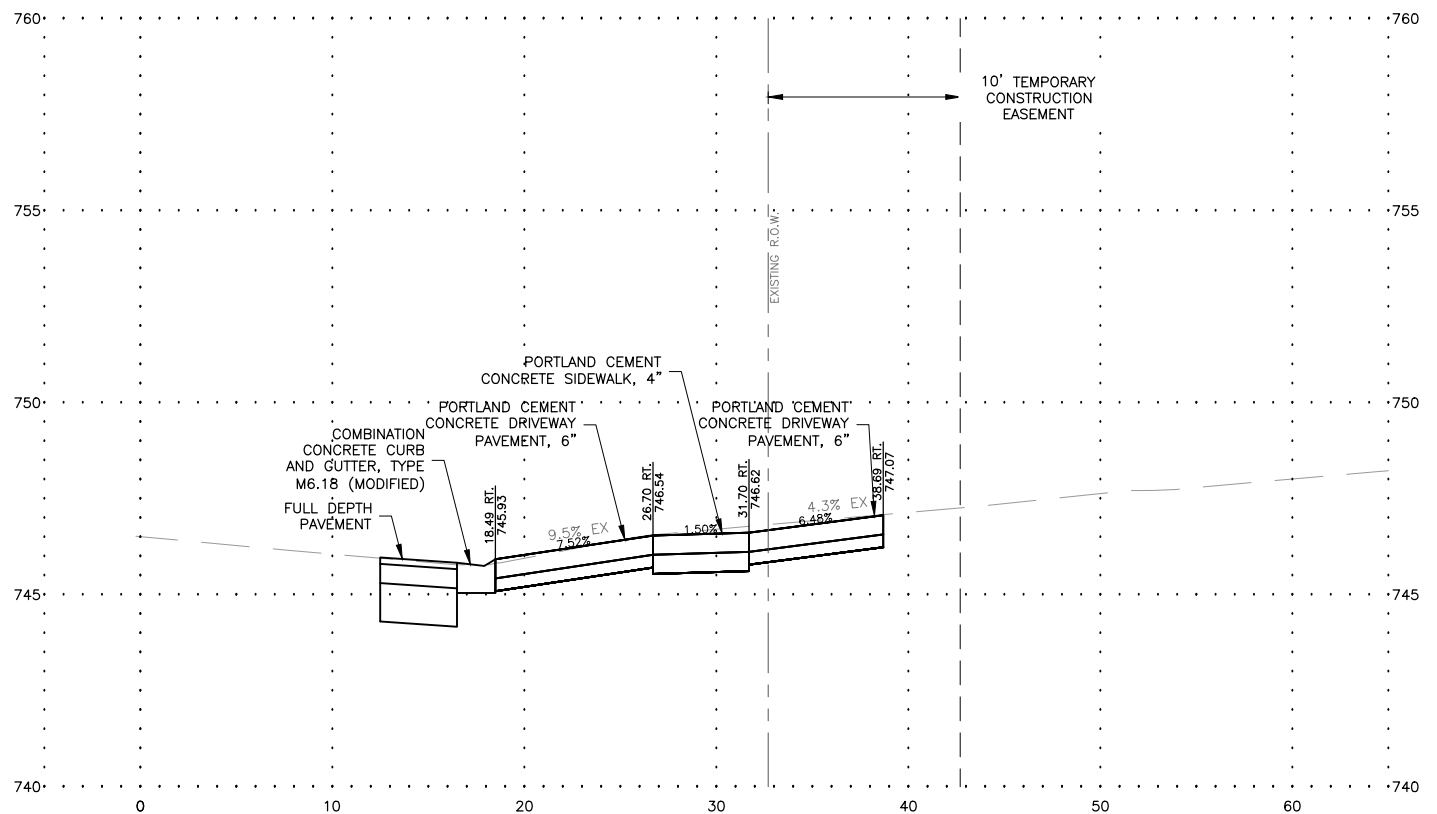 760
760
10' TEMPORARY
CONSTRUCTION
EASEMENT
755
755
EXISTING R.O.W.
PORTLAND CEMENT
CONCRETE SIDEWALK, 4"
750
750
PORTLAND CEMENT
CONCRETE DRIVEWAY
PAVEMENT, 6"
PORTLAND CEMENT
CONCRETE DRIVEWAY
PAVEMENT, 6"
COMBINATION
CONCRETE CURB
AND GUTTER, TYPE
M6.18 (MODIFIED)
FULL DEPTH
PAVEMENT
18.49 RT.
745.93
26.70 RT.
746.54
31.70 RT.
746.62
38.69 RT.
747.07
9.5% EX
7.52%
1.50%
4.3% EX
6.48%
745
745
740
740
0
10
20
30
40
50
60